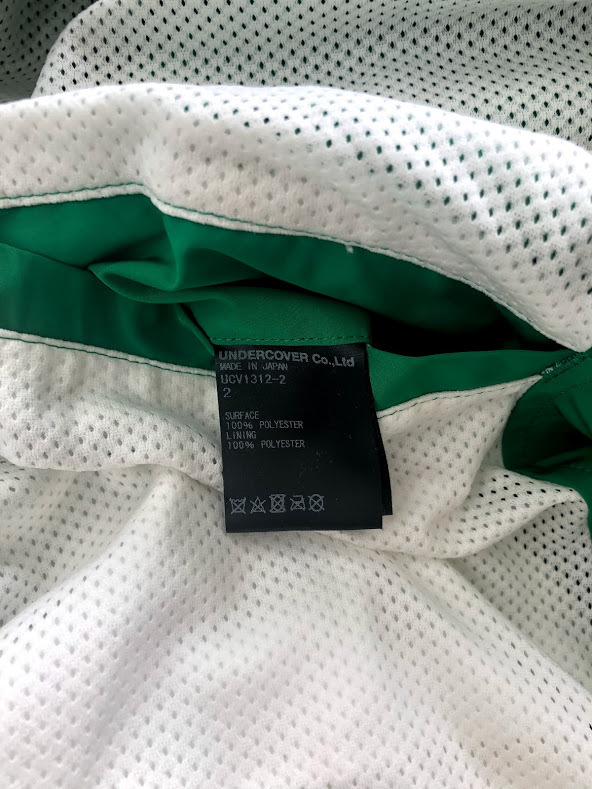 UNDERCOVER Co.,Ltd
MADE IN JAPAN
UCV1312-2
2
SURFACE
100% POLYESTER
LINING
100% POLYESTER